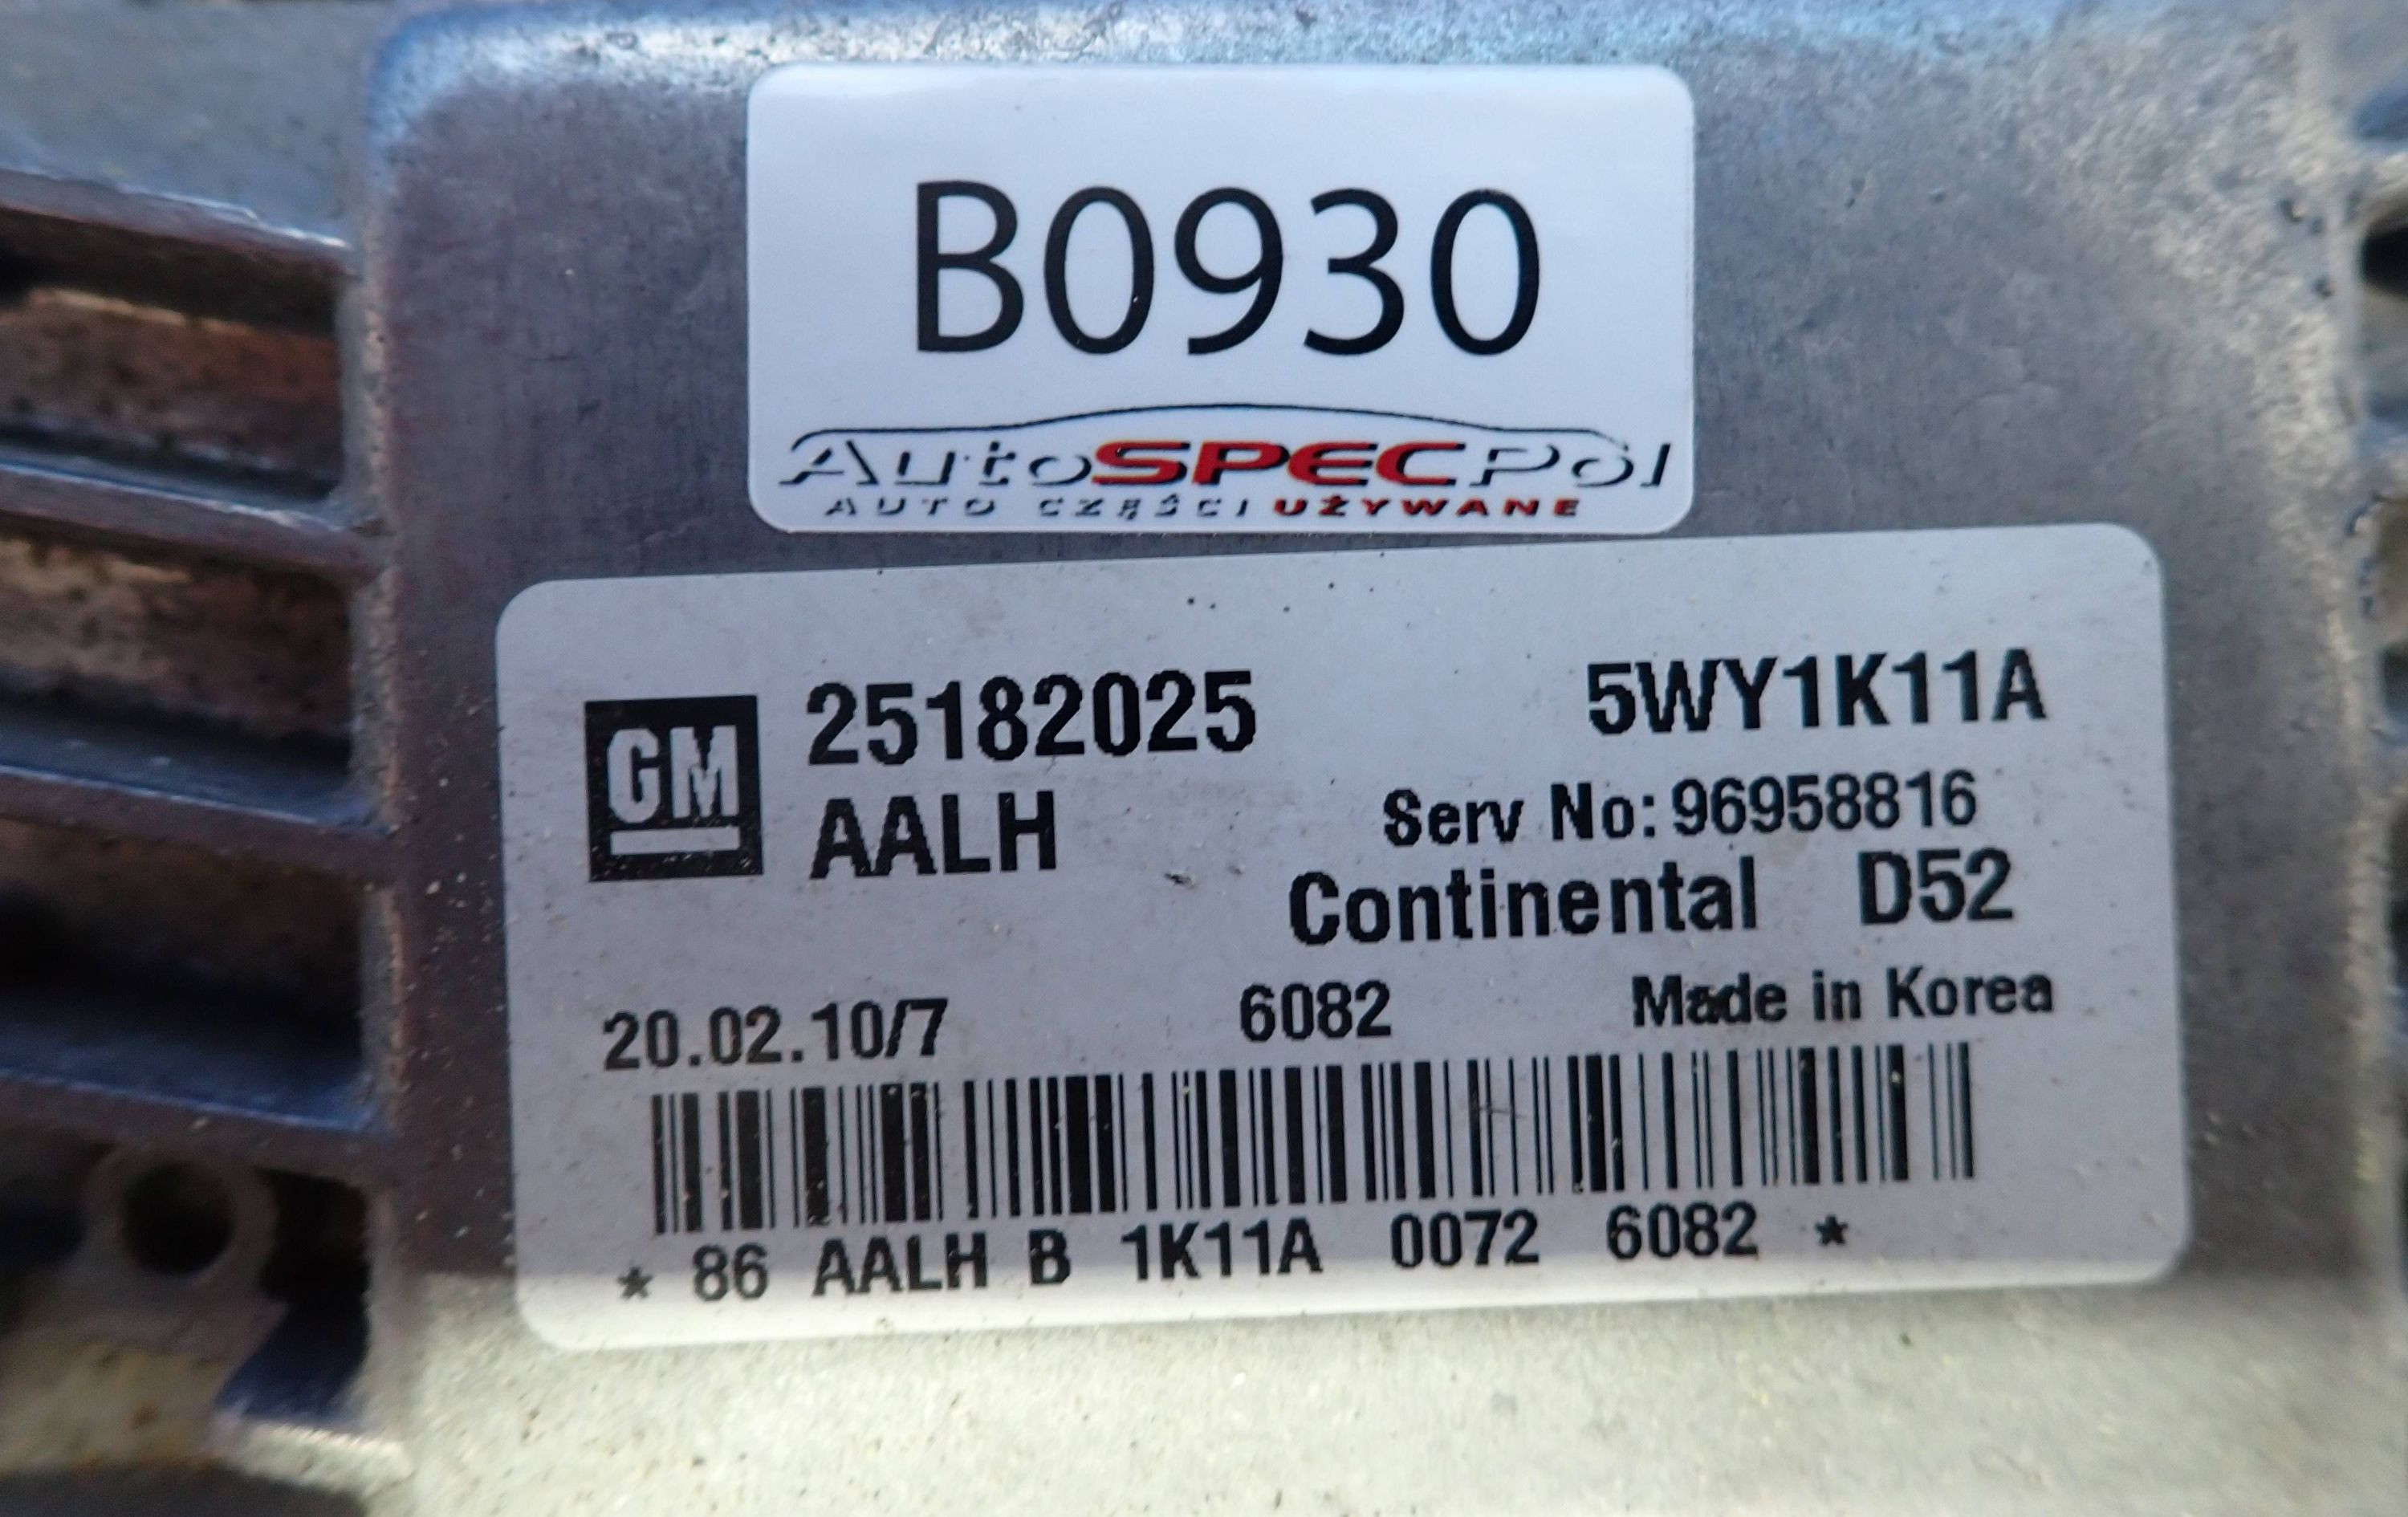 B0930
AutoSPECPol
AUTO CZĘŚCI UŻYWANE
GM 25182025 5WY1K11A
AALH Serv No: 96958816
Continental D52
20.02.10/7 6082 Made in Korea
* 86 AALH B 1K11A 0072 6082 *